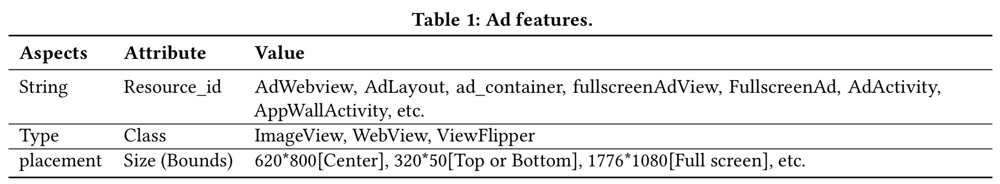 Table 1: Ad features.
Aspects Attribute Value
String Resource_id AdWebview, AdLayout, ad_container, fullscreenAdView, FullscreenAd, AdActivity,
AppWallActivity, etc.
Type Class ImageView, WebView, ViewFlipper
placement Size (Bounds) 620*800[Center], 320*50[Top or Bottom], 1776*1080[Full screen], etc.